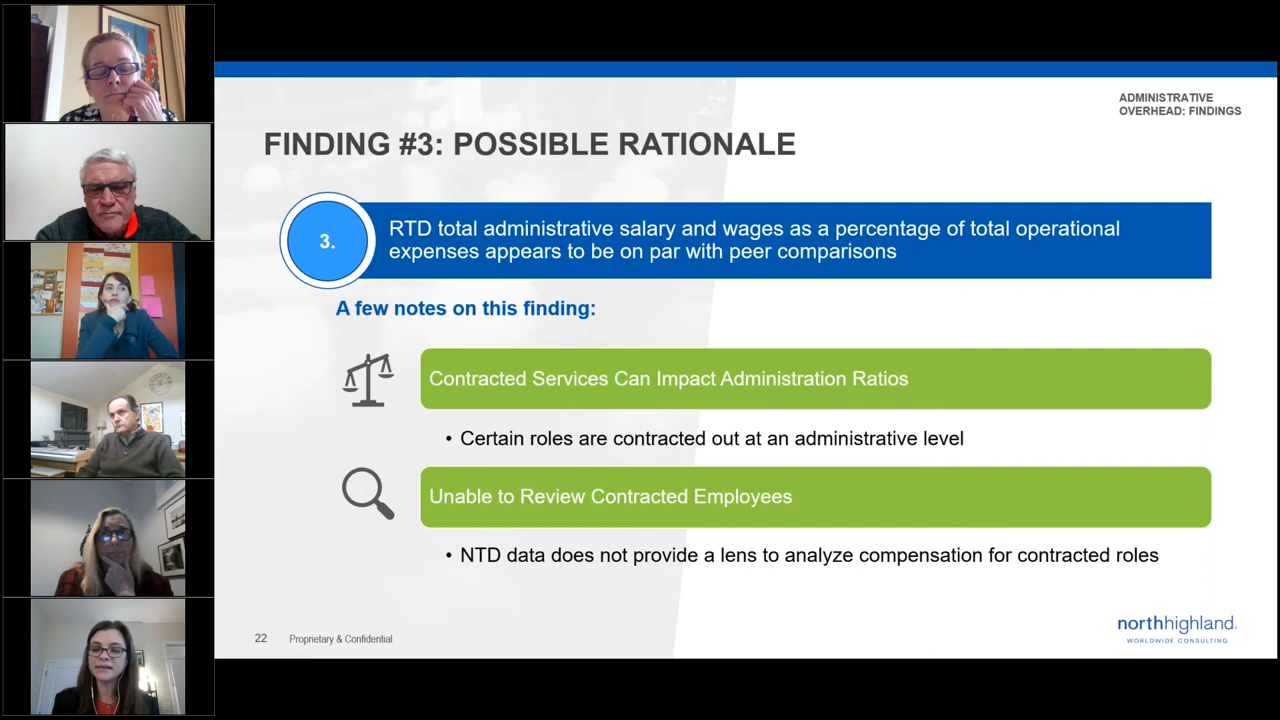 ADMINISTRATIVE
OVERHEAD: FINDINGS
FINDING #3: POSSIBLE RATIONALE
3.
RTD total administrative salary and wages as a percentage of total operational
expenses appears to be on par with peer comparisons
A few notes on this finding:
Contracted Services Can Impact Administration Ratios
• Certain roles are contracted out at an administrative level
Unable to Review Contracted Employees
• NTD data does not provide a lens to analyze compensation for contracted roles
22 Proprietary & Confidential
northhighland.
WORLDWIDE CONSULTING